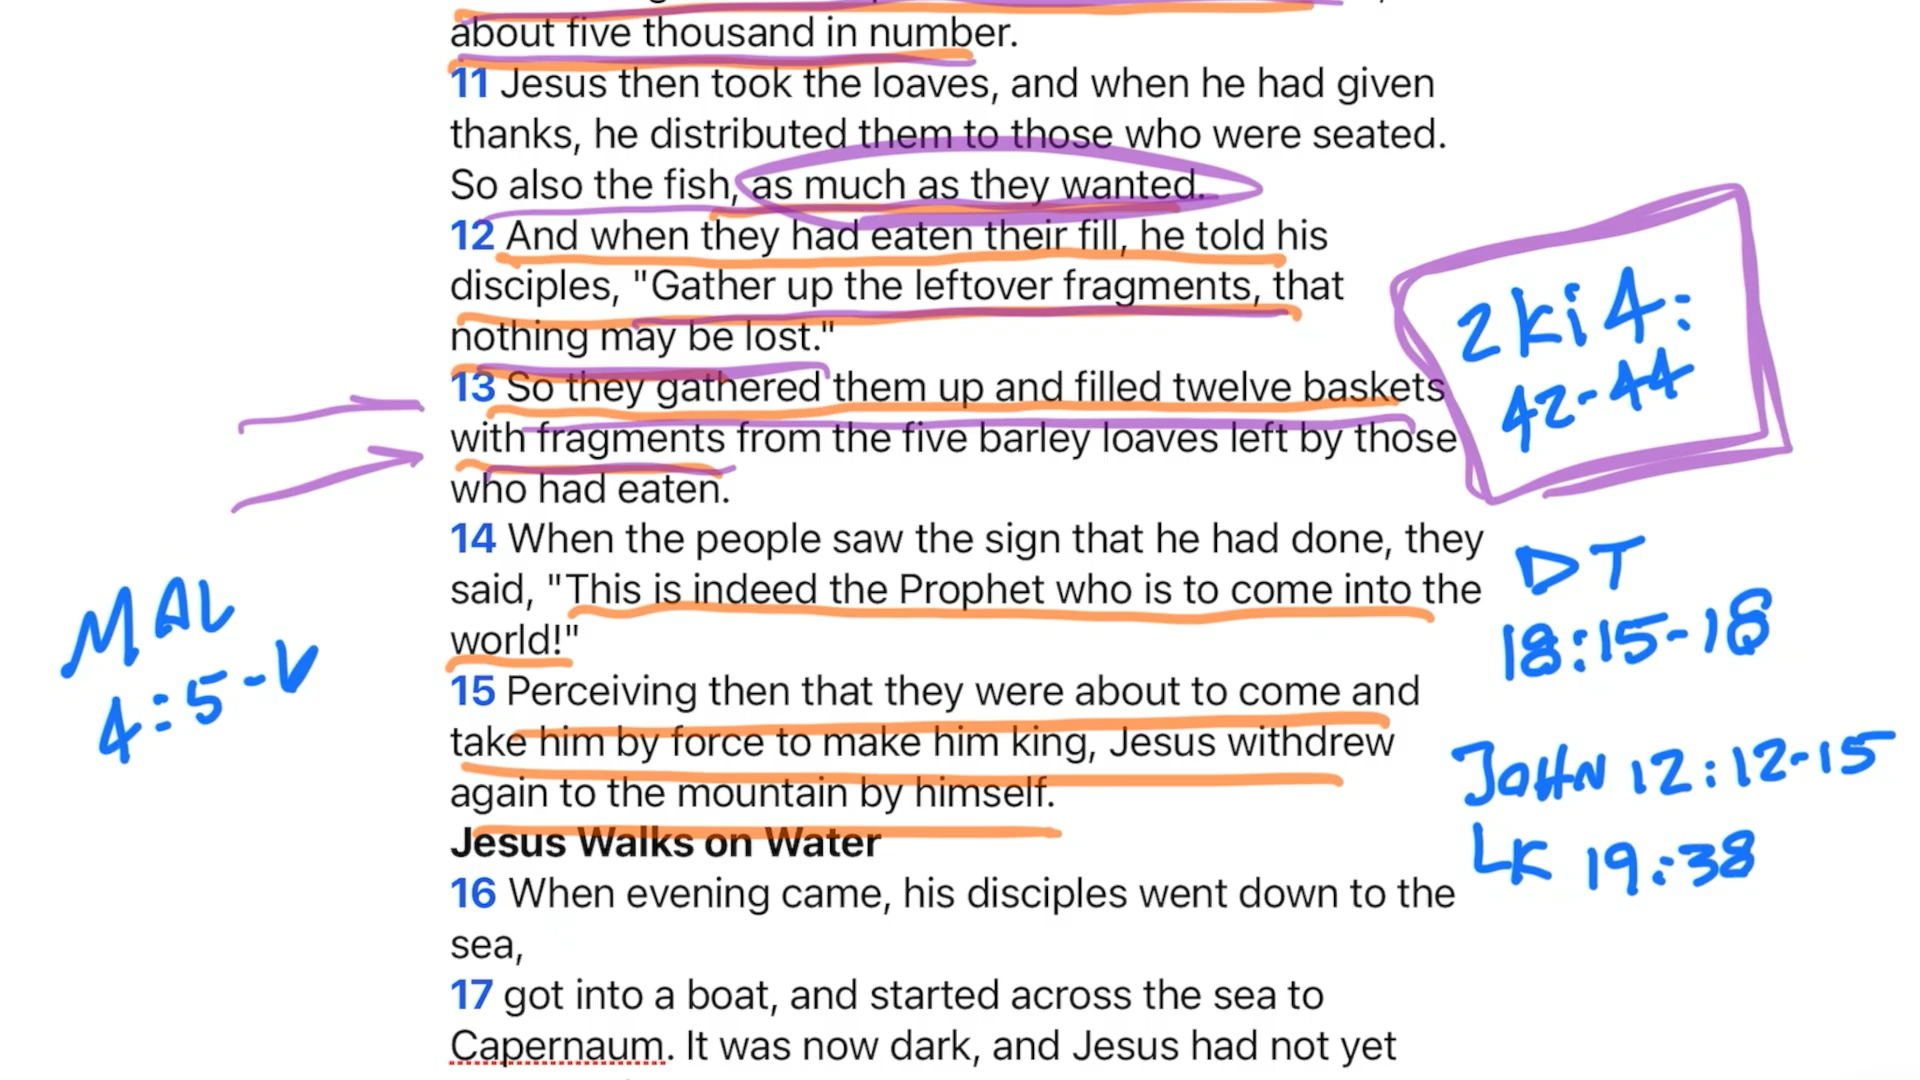 about five thousand in number.
11 Jesus then took the loaves, and when he had given
thanks, he distributed them to those who were seated.
So also the fish, as much as they wanted.
12 And when they had eaten their fill, he told his
disciples, "Gather up the leftover fragments, that
nothing may be lost."
13 So they gathered them up and filled twelve baskets
with fragments from the five barley loaves left by those
who had eaten.
14 When the people saw the sign that he had done, they
said, "This is indeed the Prophet who is to come into the
world!"
15 Perceiving then that they were about to come and
take him by force to make him king, Jesus withdrew
again to the mountain by himself.
Jesus Walks on Water
16 When evening came, his disciples went down to the
sea,
17 got into a boat, and started across the sea to
Capernaum. It was now dark, and Jesus had not yet
2 Ki 4:
42-44
DT
18:15-18
JOHN 12:12-15
LK 19:38
MAL
4:5-V